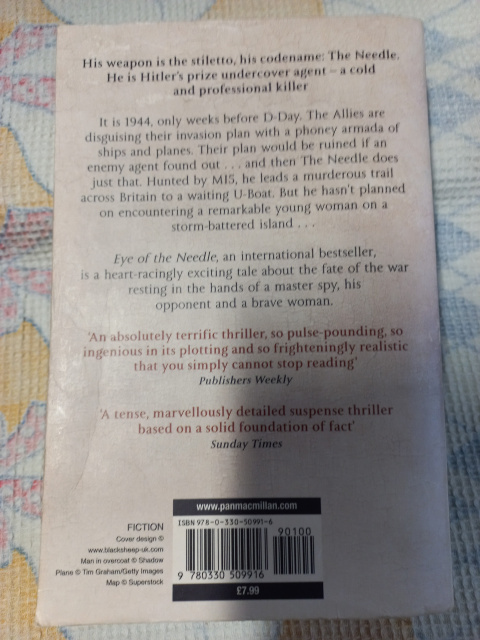 His weapon is the stiletto, his codename: The Needle.
He is Hitler's prize undercover agent – a cold
and professional killer
It is 1944, only weeks before D-Day. The Allies are
disguising their invasion plan with a phoney armada of
ships and planes. Their plan would be ruined if an
enemy agent found out . . . and then The Needle does
just that. Hunted by MI5, he leads a murderous trail
across Britain to a waiting U-Boat. But he hasn't planned
on encountering a remarkable young woman on a
storm-battered island . . .
Eye of the Needle, an international bestseller,
is a heart-racingly exciting tale about the fate of the war
resting in the hands of a master spy, his
opponent and a brave woman.
'An absolutely terrific thriller, so pulse-pounding, so
ingenious in its plotting and so frighteningly realistic
that you simply cannot stop reading'
Publishers Weekly
'A tense, marvellously detailed suspense thriller
based on a solid foundation of fact'
Sunday Times
www.panmacmillan.com
ISBN 978-0-330-50991-6
90100
9 780330 509916
£7.99
FICTION
Cover design ©
www.blacksheep-uk.com
Man in overcoat © Shadow
Plane © Tim Graham/Getty Images
Map © Superstock